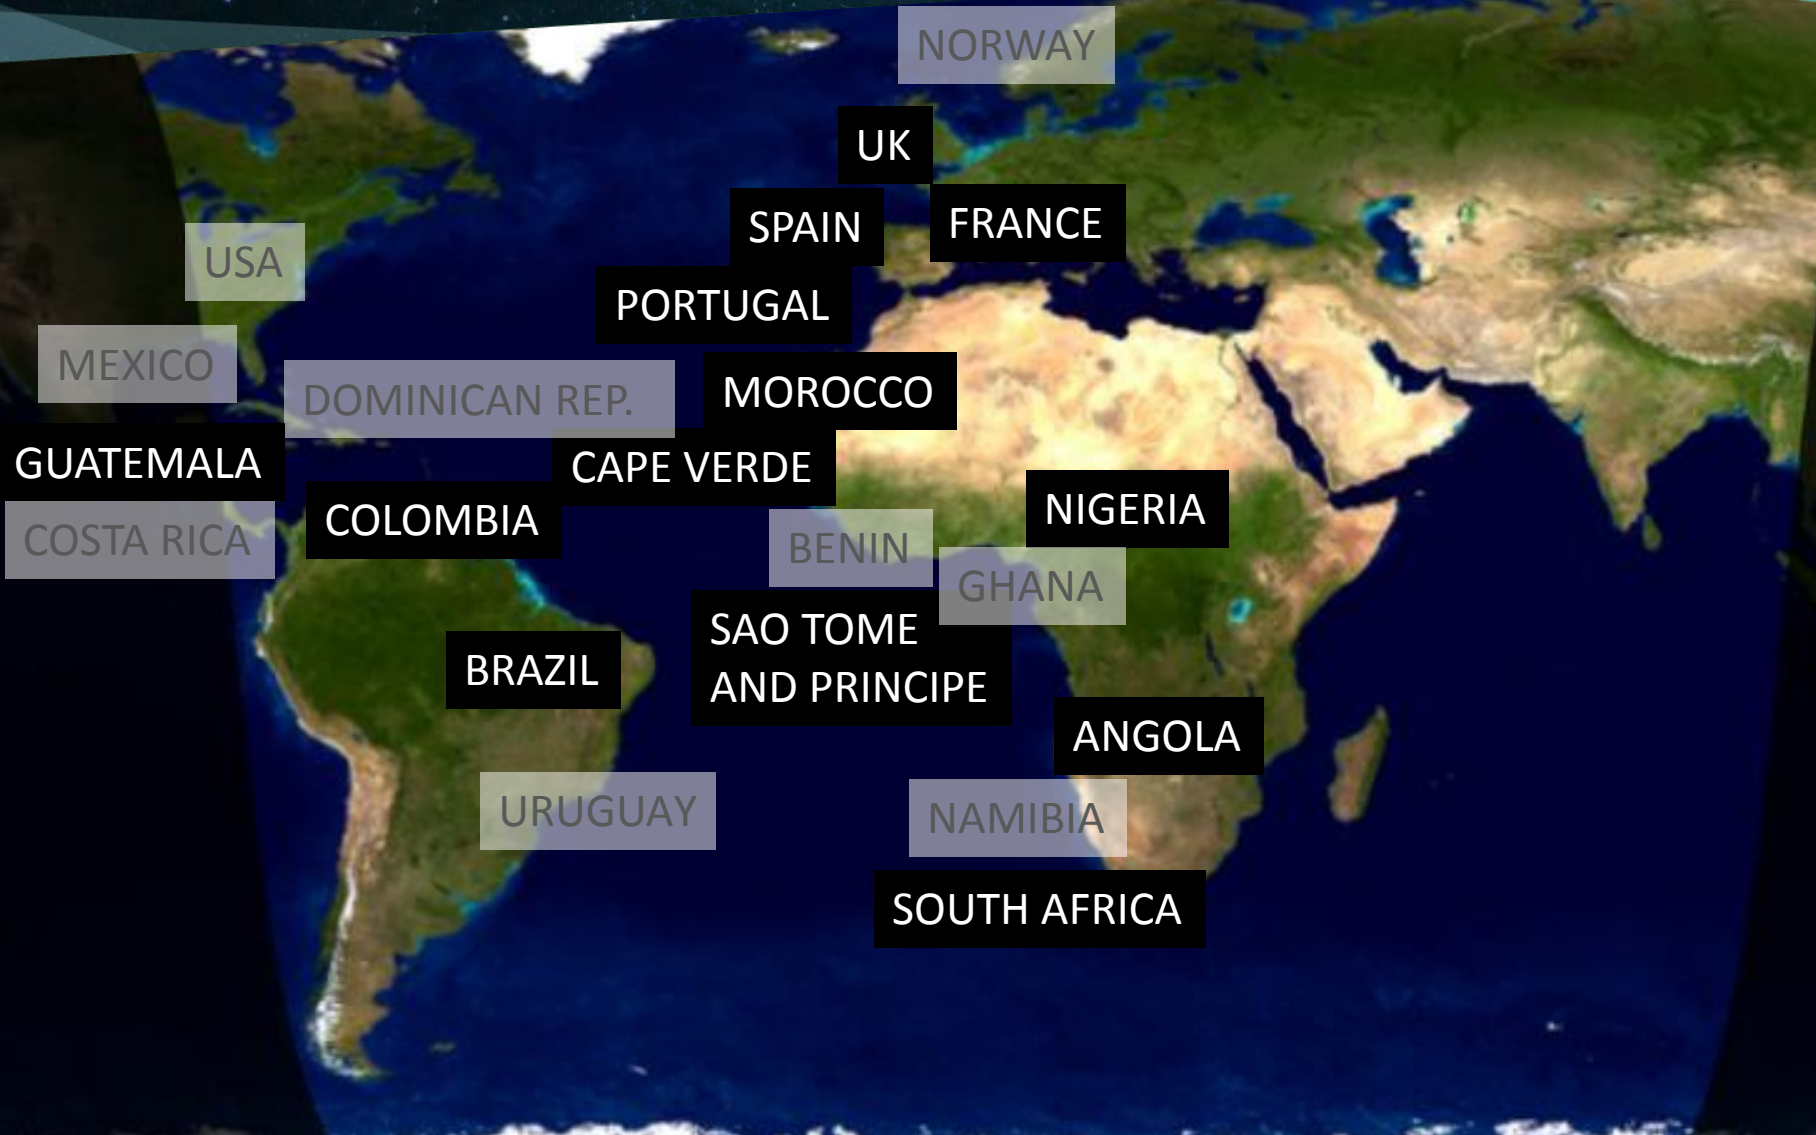 NORWAY
UK
SPAIN
FRANCE
USA
PORTUGAL
MEXICO
DOMINICAN REP.
MOROCCO
GUATEMALA
CAPE VERDE
COLOMBIA
NIGERIA
COSTA RICA
BENIN
GHANA
SAO TOME
AND PRINCIPE
BRAZIL
ANGOLA
URUGUAY
NAMIBIA
SOUTH AFRICA